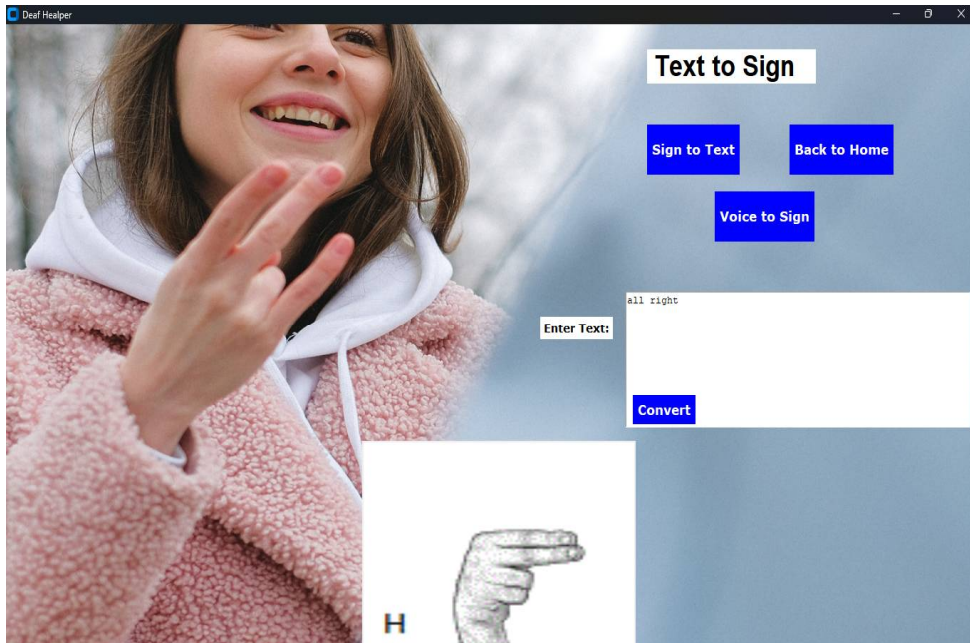 Deaf Healper
Text to Sign
Sign to Text
Back to Home
Voice to Sign
all right
Enter Text:
Convert
H